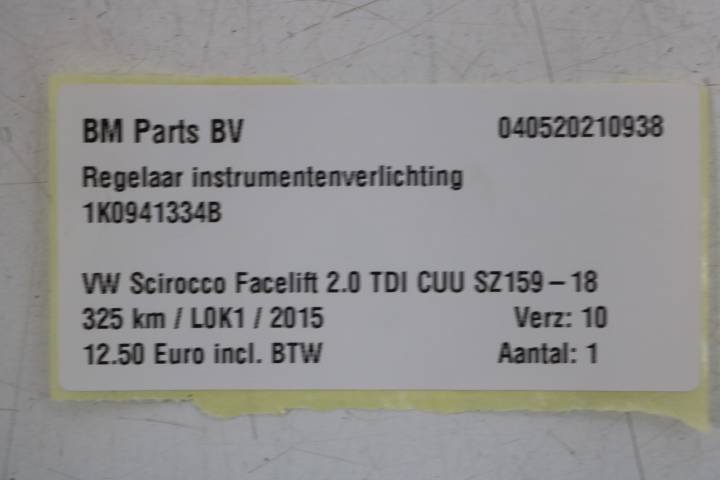 BM Parts BV 040520210938
Regelaar instrumentenverlichting
1K0941334B
VW Scirocco Facelift 2.0 TDI CUU SZ159-18
325 km / L0K1 / 2015 Verz: 10
12.50 Euro incl. BTW Aantal: 1